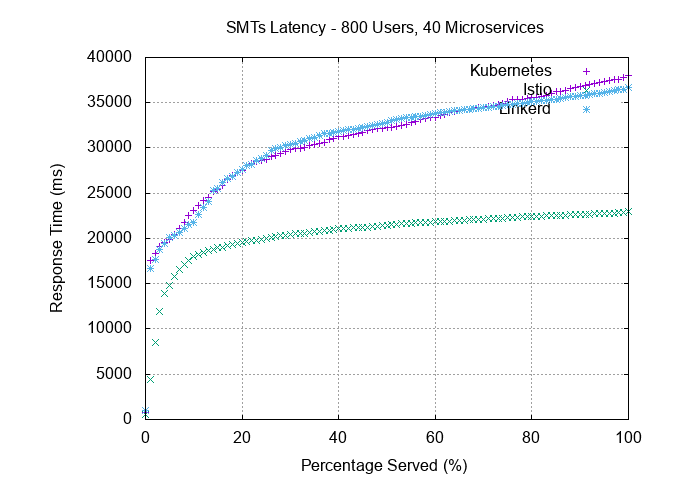 SMTs Latency - 800 Users, 40 Microservices
40000
35000
30000
25000
20000
15000
10000
5000
0
Response Time (ms)
Kubernetes
Istio
Linkerd
0 20 40 60 80 100
Percentage Served (%)